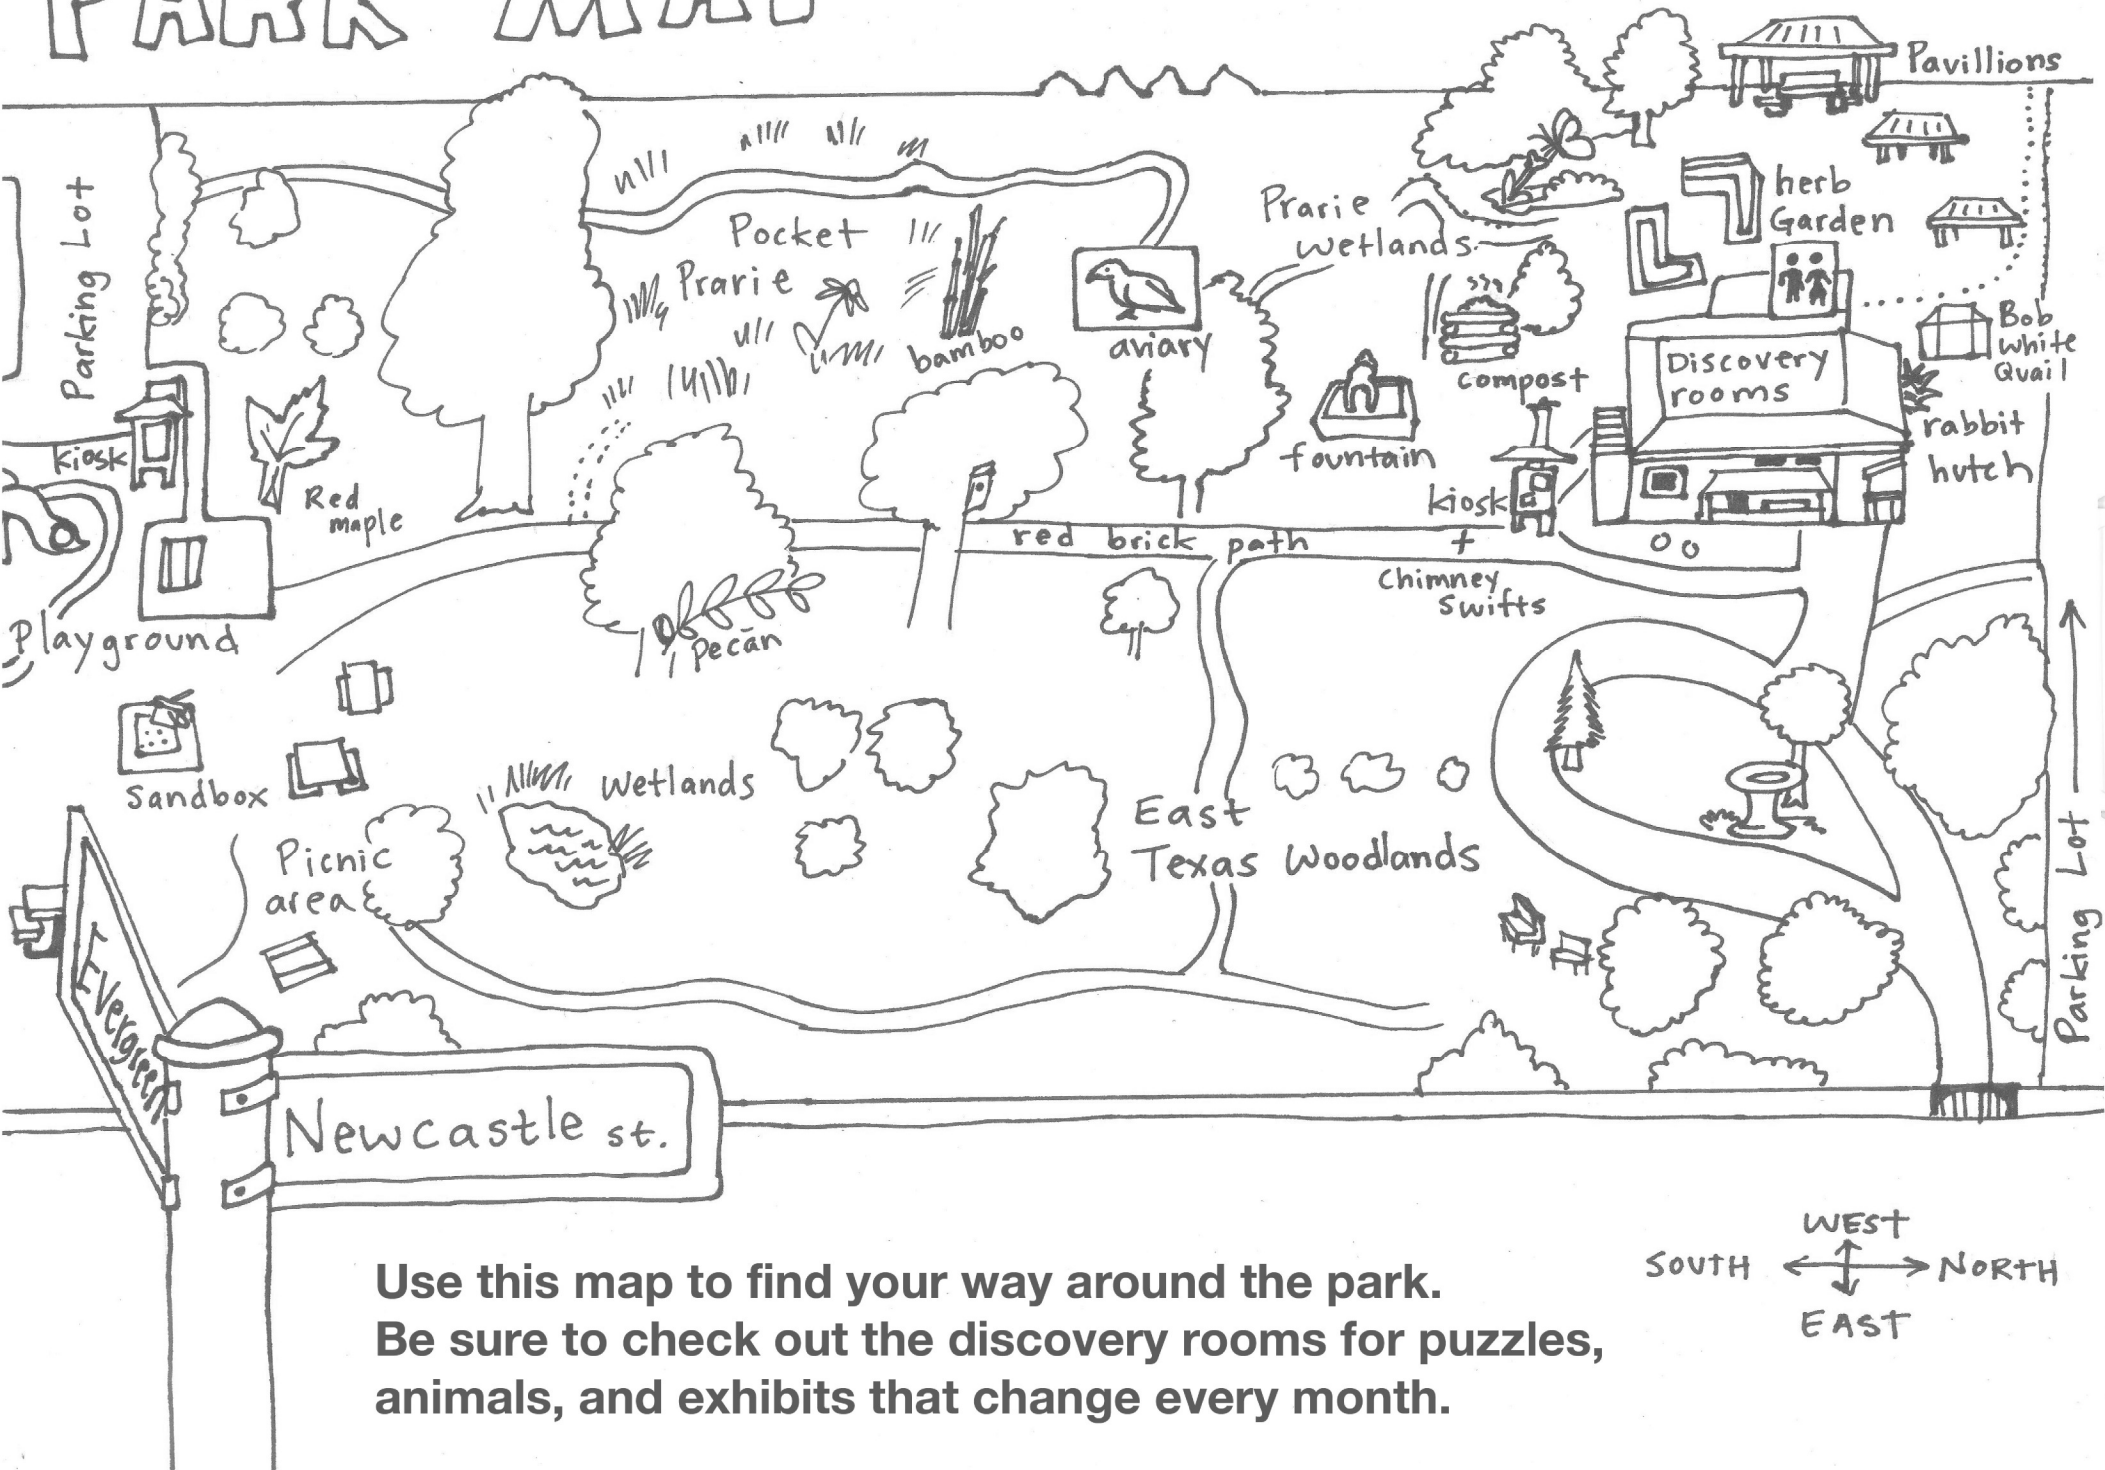 PARK MAP
Pavillions
Parking Lot
herb
Garden
Prarie
wetlands
Pocket
Prarie
bamboo
aviary
compost
fountain
Discovery
rooms
Bob
White
Quail
rabbit
hutch
kiosk
Red
maple
kiosk
red brick path
Chimney
Swifts
Playground
pecan
Sandbox
Wetlands
Picnic
area
East
Texas Woodlands
Parking Lot
Evergreen
Newcastle st.
WEST
SOUTH
NORTH
EAST
Use this map to find your way around the park.
Be sure to check out the discovery rooms for puzzles,
animals, and exhibits that change every month.